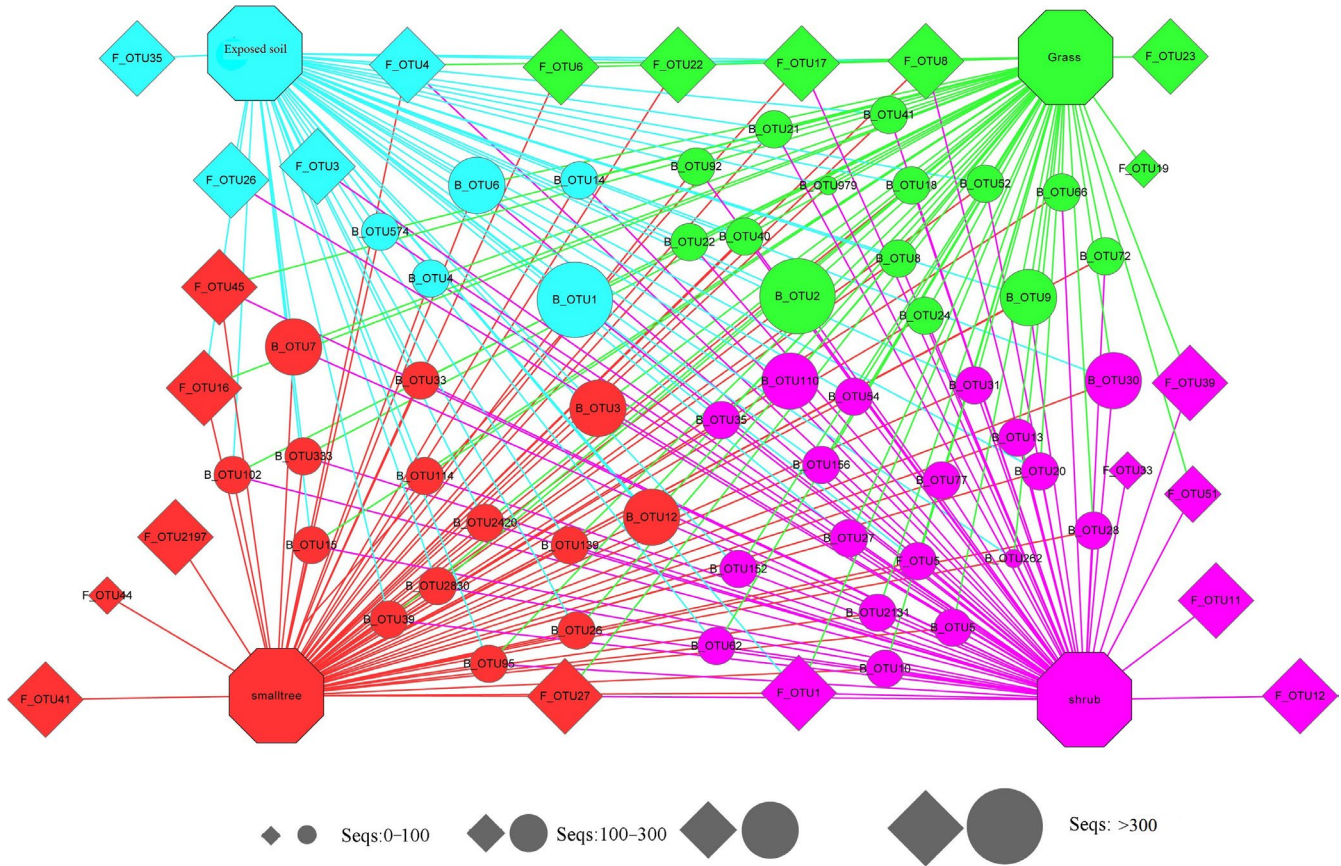 F_OTU35
Exposed soil
F_OTU4
F_OTU6
F_OTU22
F_OTU17
F_OTU8
Grass
F_OTU23
B_OTU41
B_OTU21
F_OTU3
B_OTU92
F_OTU19
F_OTU26
B_OTU6
B_OTU14
B_OTU979
B_OTU18
B_OTU52
B_OTU66
B_OTU574
B_OTU22
B_OTU40
B_OTU8
B_OTU72
B_OTU4
F_OTU45
B_OTU1
B_OTU2
B_OTU9
B_OTU24
B_OTU7
F_OTU16
B_OTU33
B_OTU110
B_OTU31
B_OTU30
F_OTU39
B_OTU54
B_OTU3
B_OTU35
B_OTU13
B_OTU333
B_OTU102
B_OTU114
B_OTU156
B_OTU77
B_OTU20
F_OTU33
F_OTU51
B_OTU12
B_OTU2420
F_OTU2197
B_OTU15
B_OTU139
B_OTU27
B_OTU28
F_OTU5
B_OTU262
B_OTU152
B_OTU2830
F_OTU44
F_OTU11
B_OTU39
B_OTU2131
B_OTU26
B_OTU5
B_OTU62
B_OTU95
B_OTU10
F_OTU41
smalltree
F_OTU27
F_OTU1
shrub
F_OTU12
Seqs:0–100
Seqs:100–300
Seqs: >300